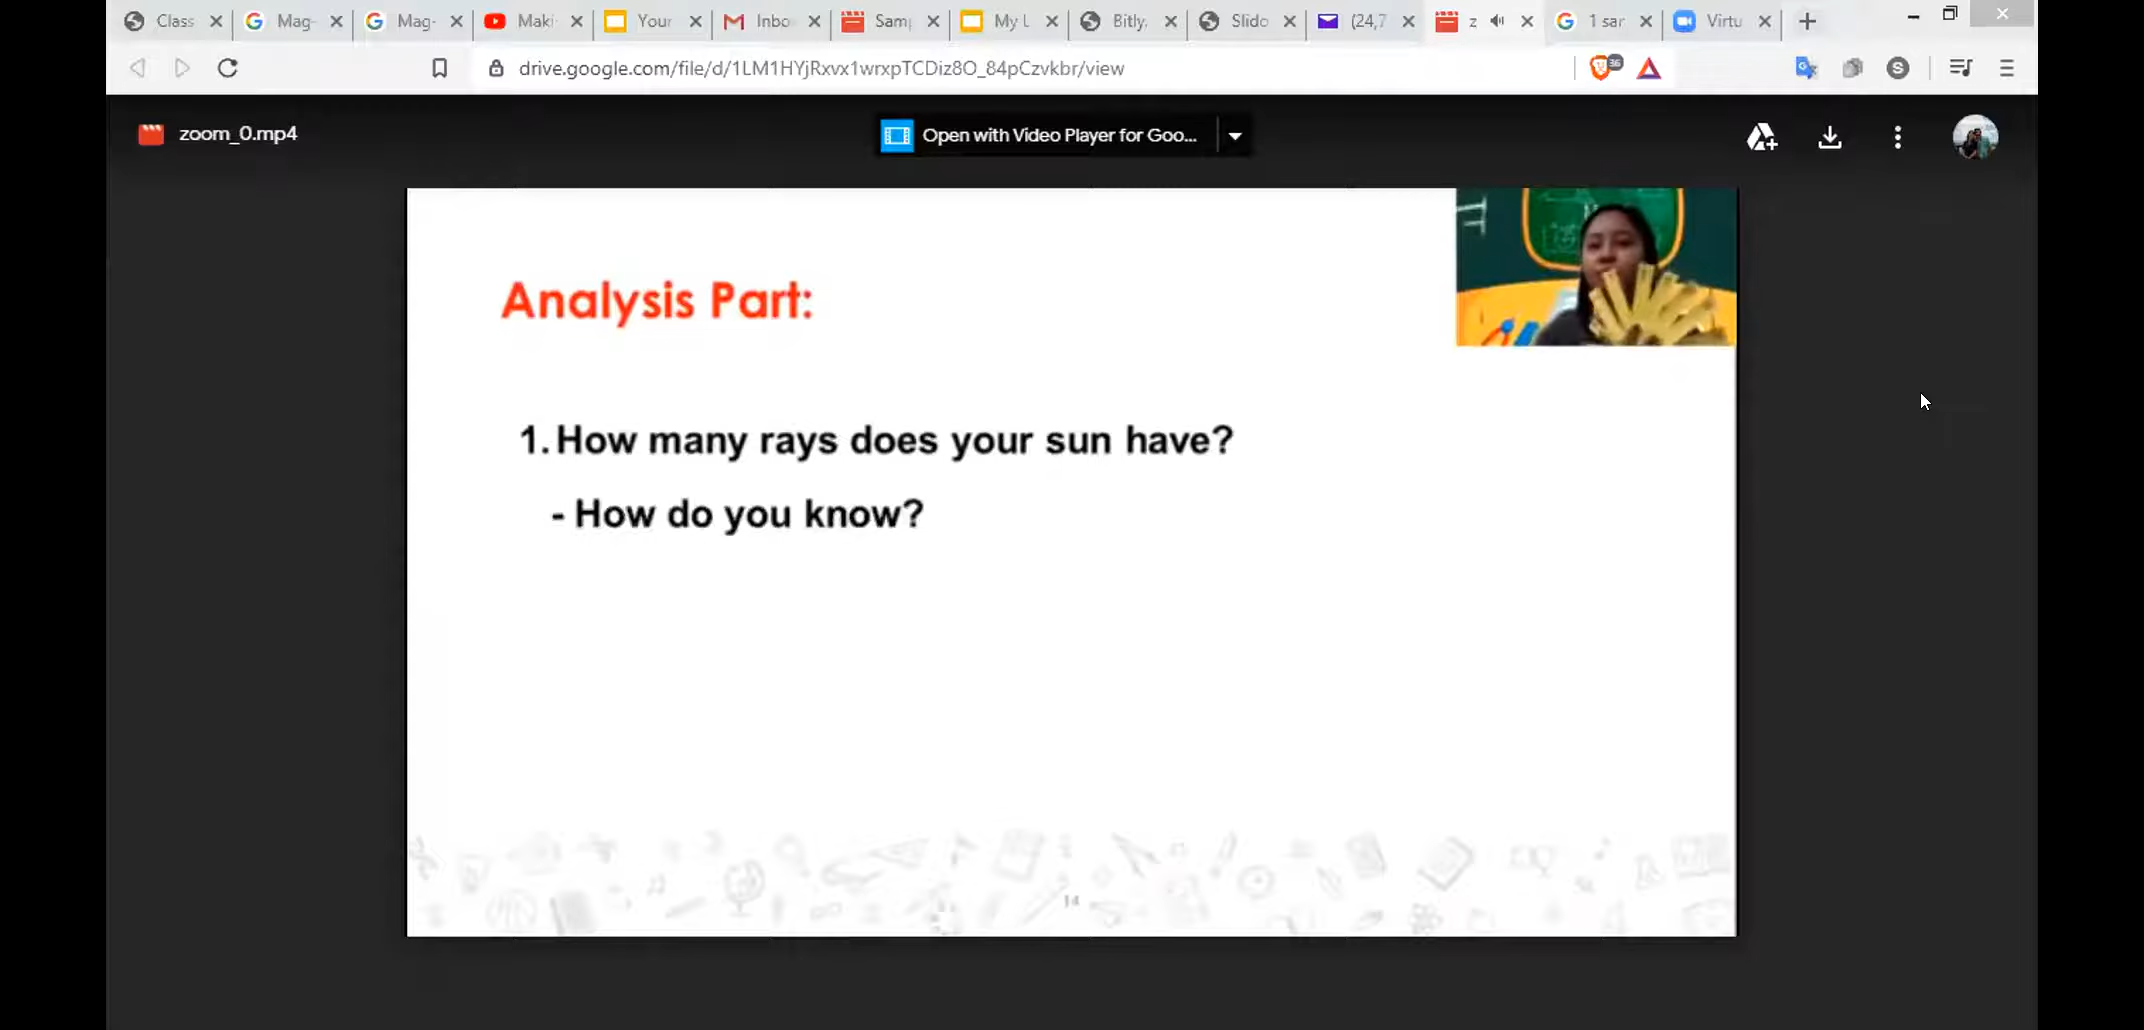 Class
Mag-
Mag-
Maki
Your
Inbo
Samp
My L
Bitly,
Slido
(24,7
z
1 sar
Virtu
drive.google.com/file/d/1LM1HYjRxvx1wrxpTCDiz8O_84pCzvkbr/view
36
S
zoom_0.mp4
Open with Video Player for Goo...
Analysis Part:
1. How many rays does your sun have?
- How do you know?
14